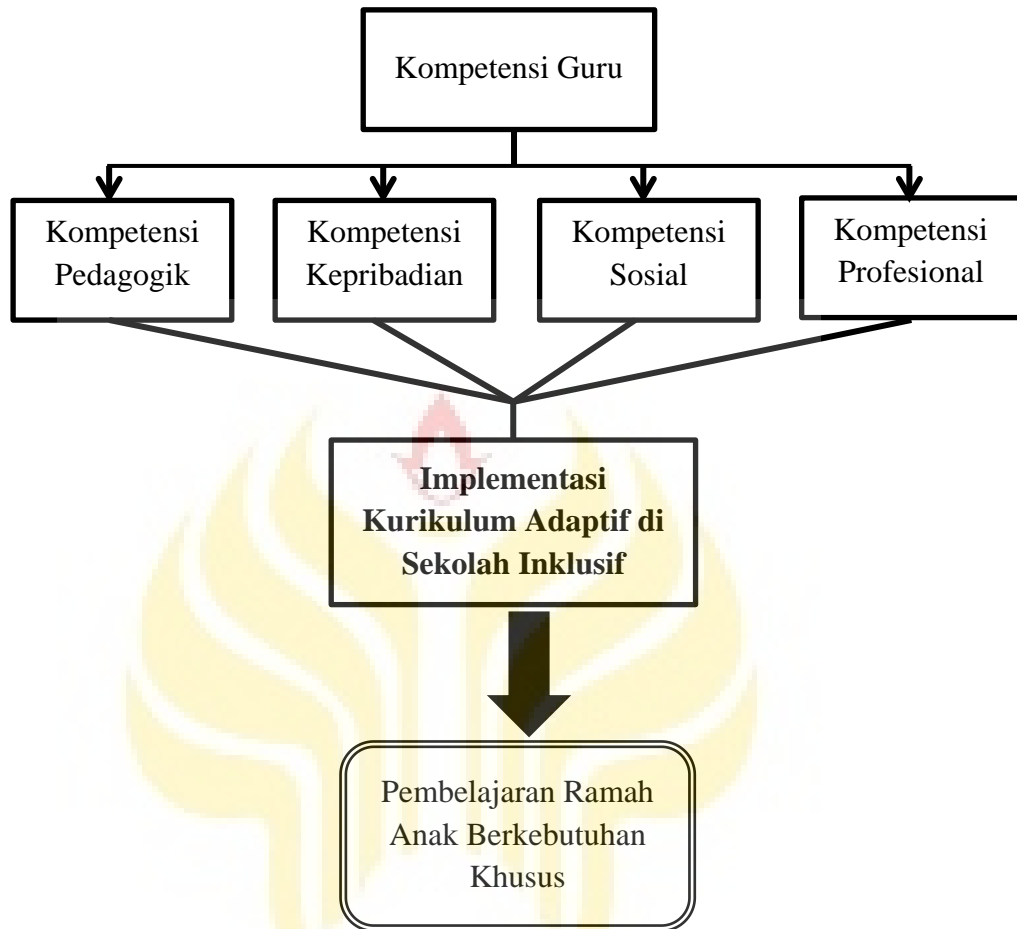 Kompetensi Guru
Kompetensi
Pedagogik
Kompetensi
Kepribadian
Kompetensi
Sosial
Kompetensi
Profesional
Implementasi
Kurikulum Adaptif di
Sekolah Inklusif
Pembelajaran Ramah
Anak Berkebutuhan
Khusus